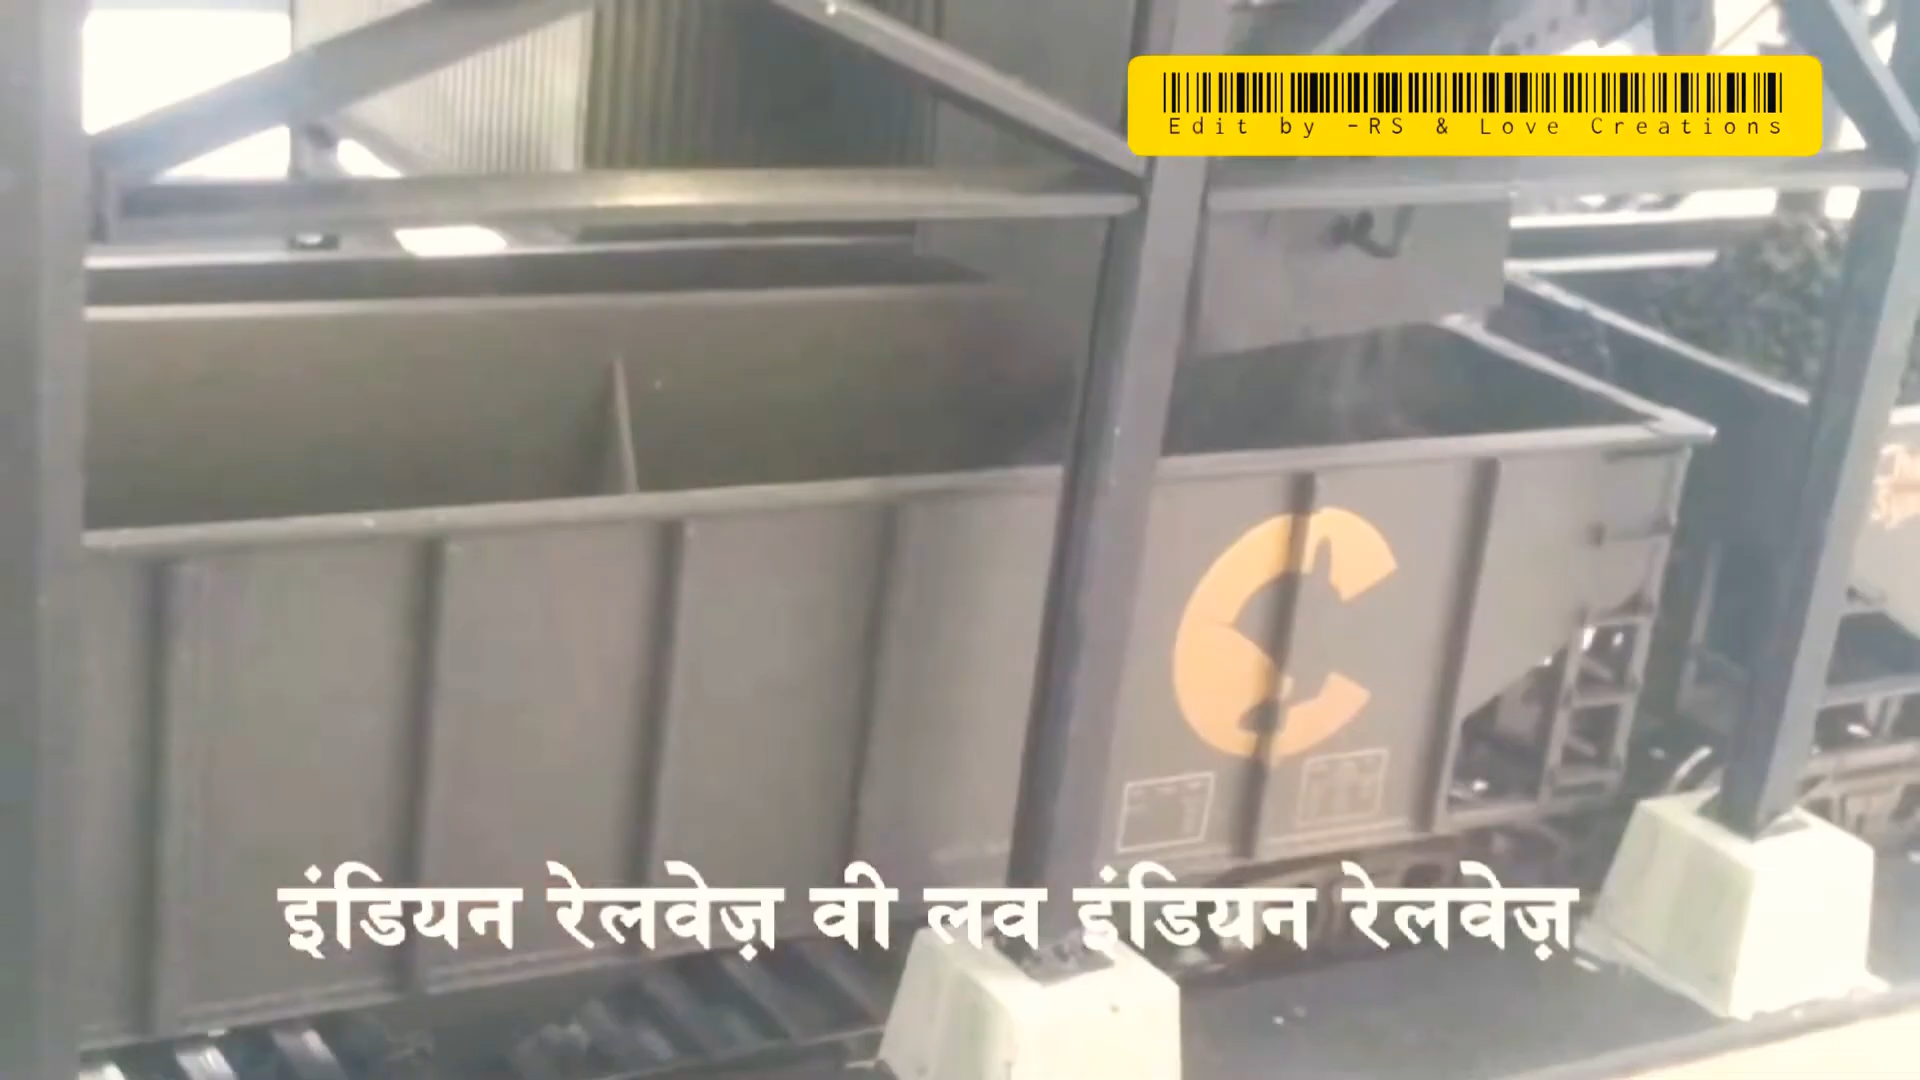 Edit by -RS & Love Creations
C
इंडियन रेलवेज़ वी लव इंडियन रेलवेज़